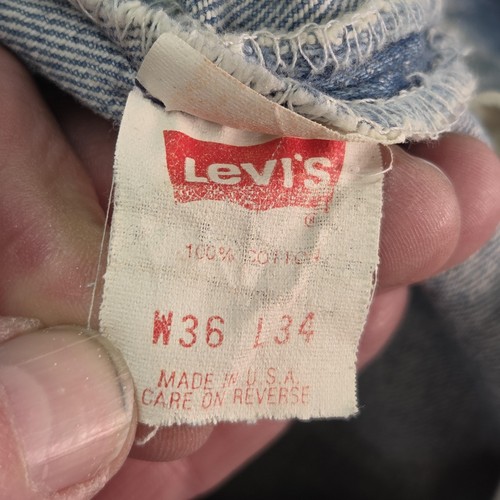 Levi's
®
100% COTTON
W36 L34
MADE IN U.S.A.
CARE ON REVERSE